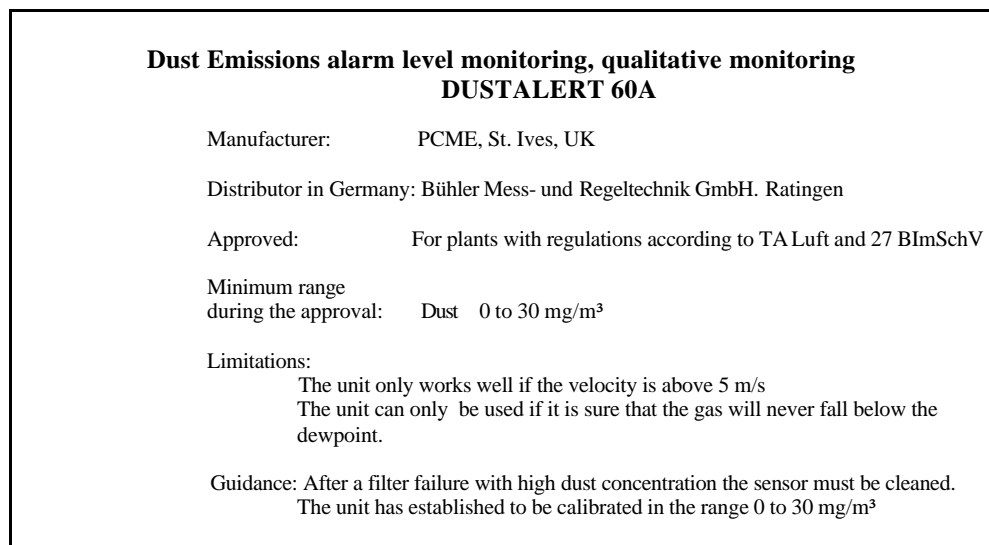 Dust Emissions alarm level monitoring, qualitative monitoring
DUSTALERT 60A
Manufacturer: PCME, St. Ives, UK
Distributor in Germany: Bühler Mess- und Regeltechnik GmbH. Ratingen
Approved: For plants with regulations according to TA Luft and 27 BImSchV
Minimum range
during the approval: Dust 0 to 30 mg/m³
Limitations:
The unit only works well if the velocity is above 5 m/s
The unit can only be used if it is sure that the gas will never fall below the
dewpoint.
Guidance: After a filter failure with high dust concentration the sensor must be cleaned.
The unit has established to be calibrated in the range 0 to 30 mg/m³